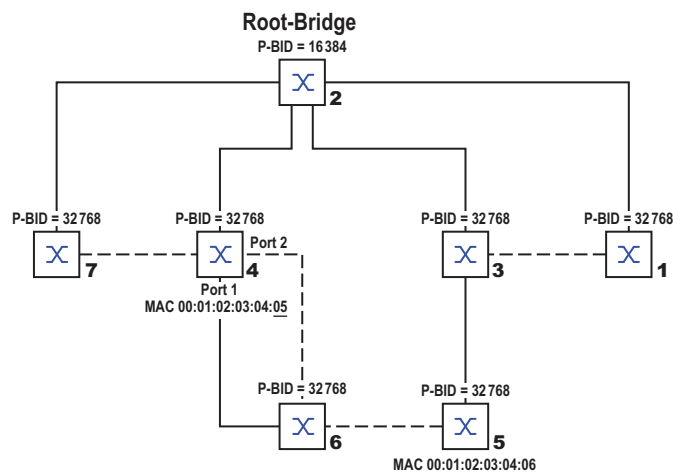 Root-Bridge
P-BID = 16384
2
P-BID = 32768
P-BID = 32768
P-BID = 32768
P-BID = 32768
7
4
Port 2
3
1
Port 1
MAC 00:01:02:03:04:05
P-BID = 32768
P-BID = 32768
6
5
MAC 00:01:02:03:04:06